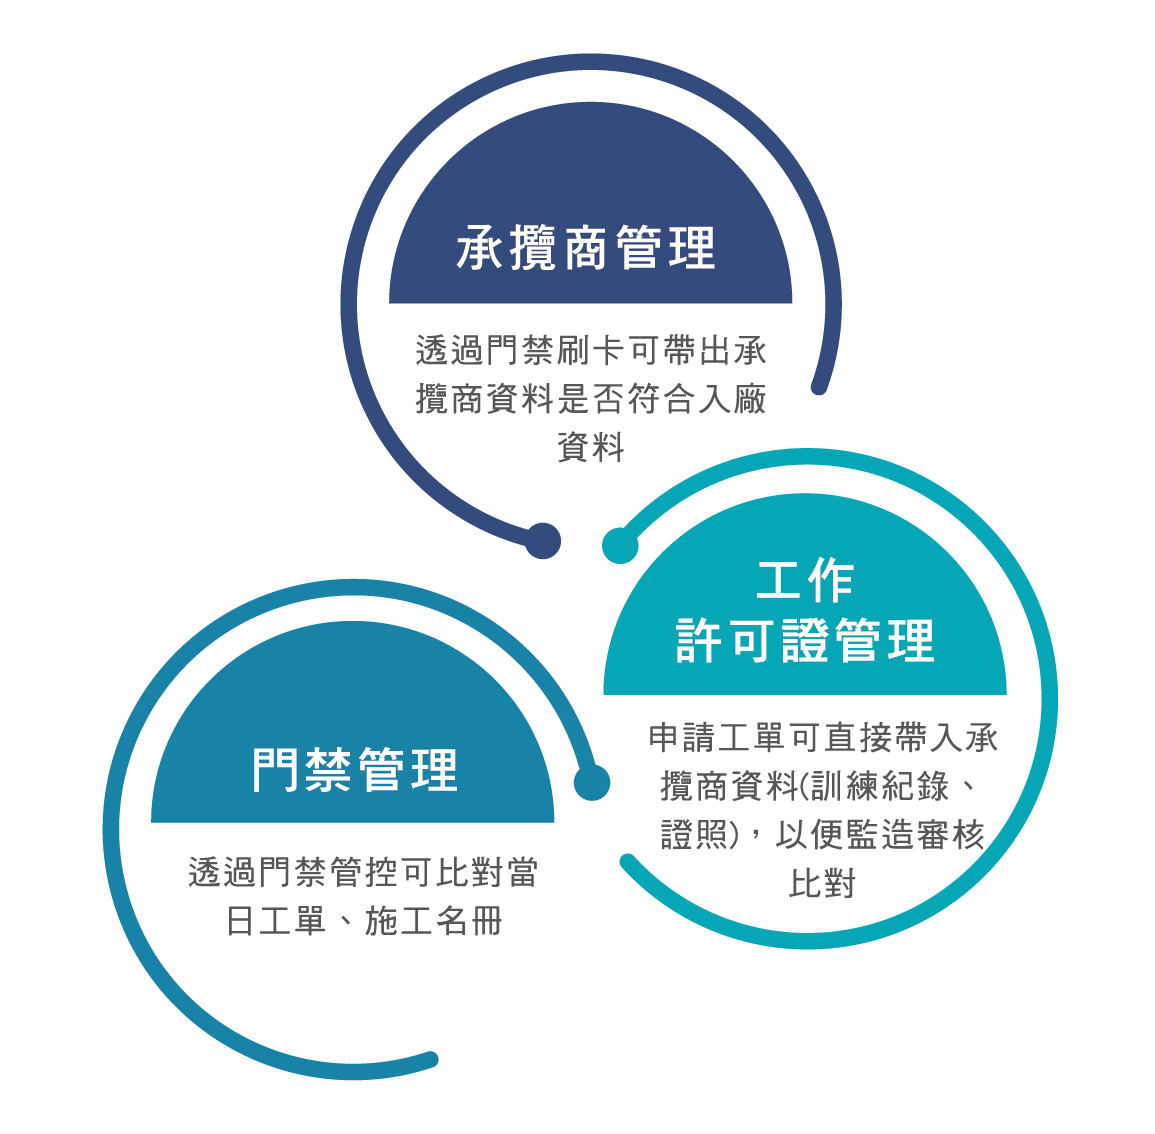 承攬商管理
透過門禁刷卡可帶出承
攬商資料是否符合入廠
資料
工作
許可證管理
申請工單可直接帶入承
攬商資料(訓練紀錄、
證照)，以便監造審核
比對
門禁管理
透過門禁管控可比對當
日工單、施工名冊